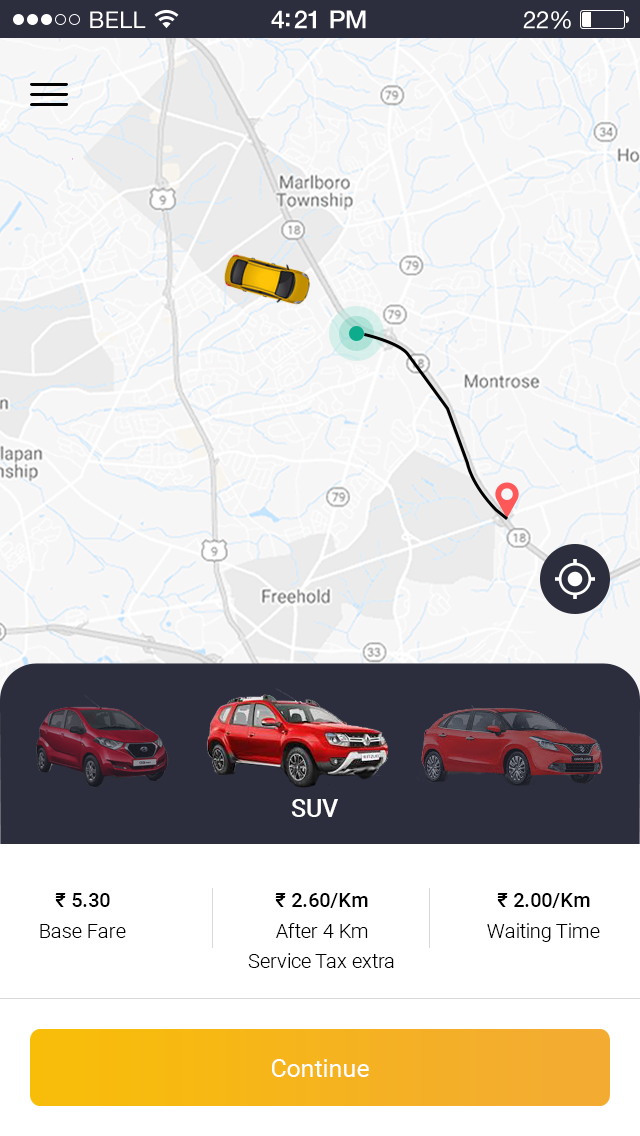 BELL
4:21 PM
22%
79
34
Ho
9
Marlboro
Township
18
79
79
18
Montrose
n
lapan
nship
79
18
9
Freehold
33
SUV
₹ 5.30
₹ 2.60/Km
₹ 2.00/Km
Base Fare
After 4 Km
Waiting Time
Service Tax extra
Continue